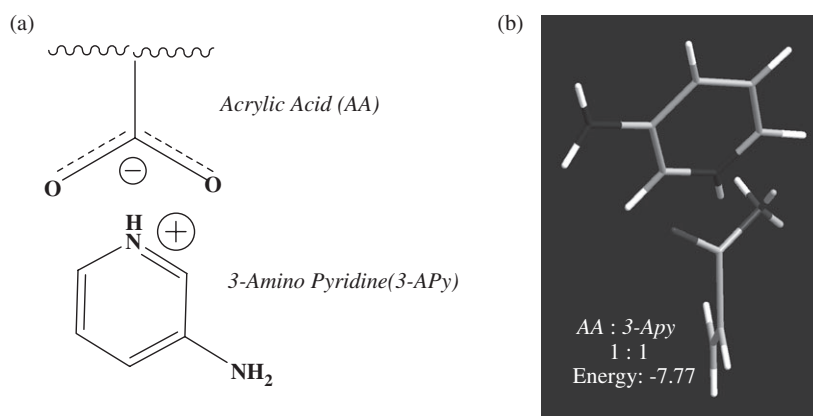 (a)
Acrylic Acid (AA)
O
O
H
N
3-Amino Pyridine(3-APy)
NH2
(b)
AA : 3-Apy
1 : 1
Energy: -7.77